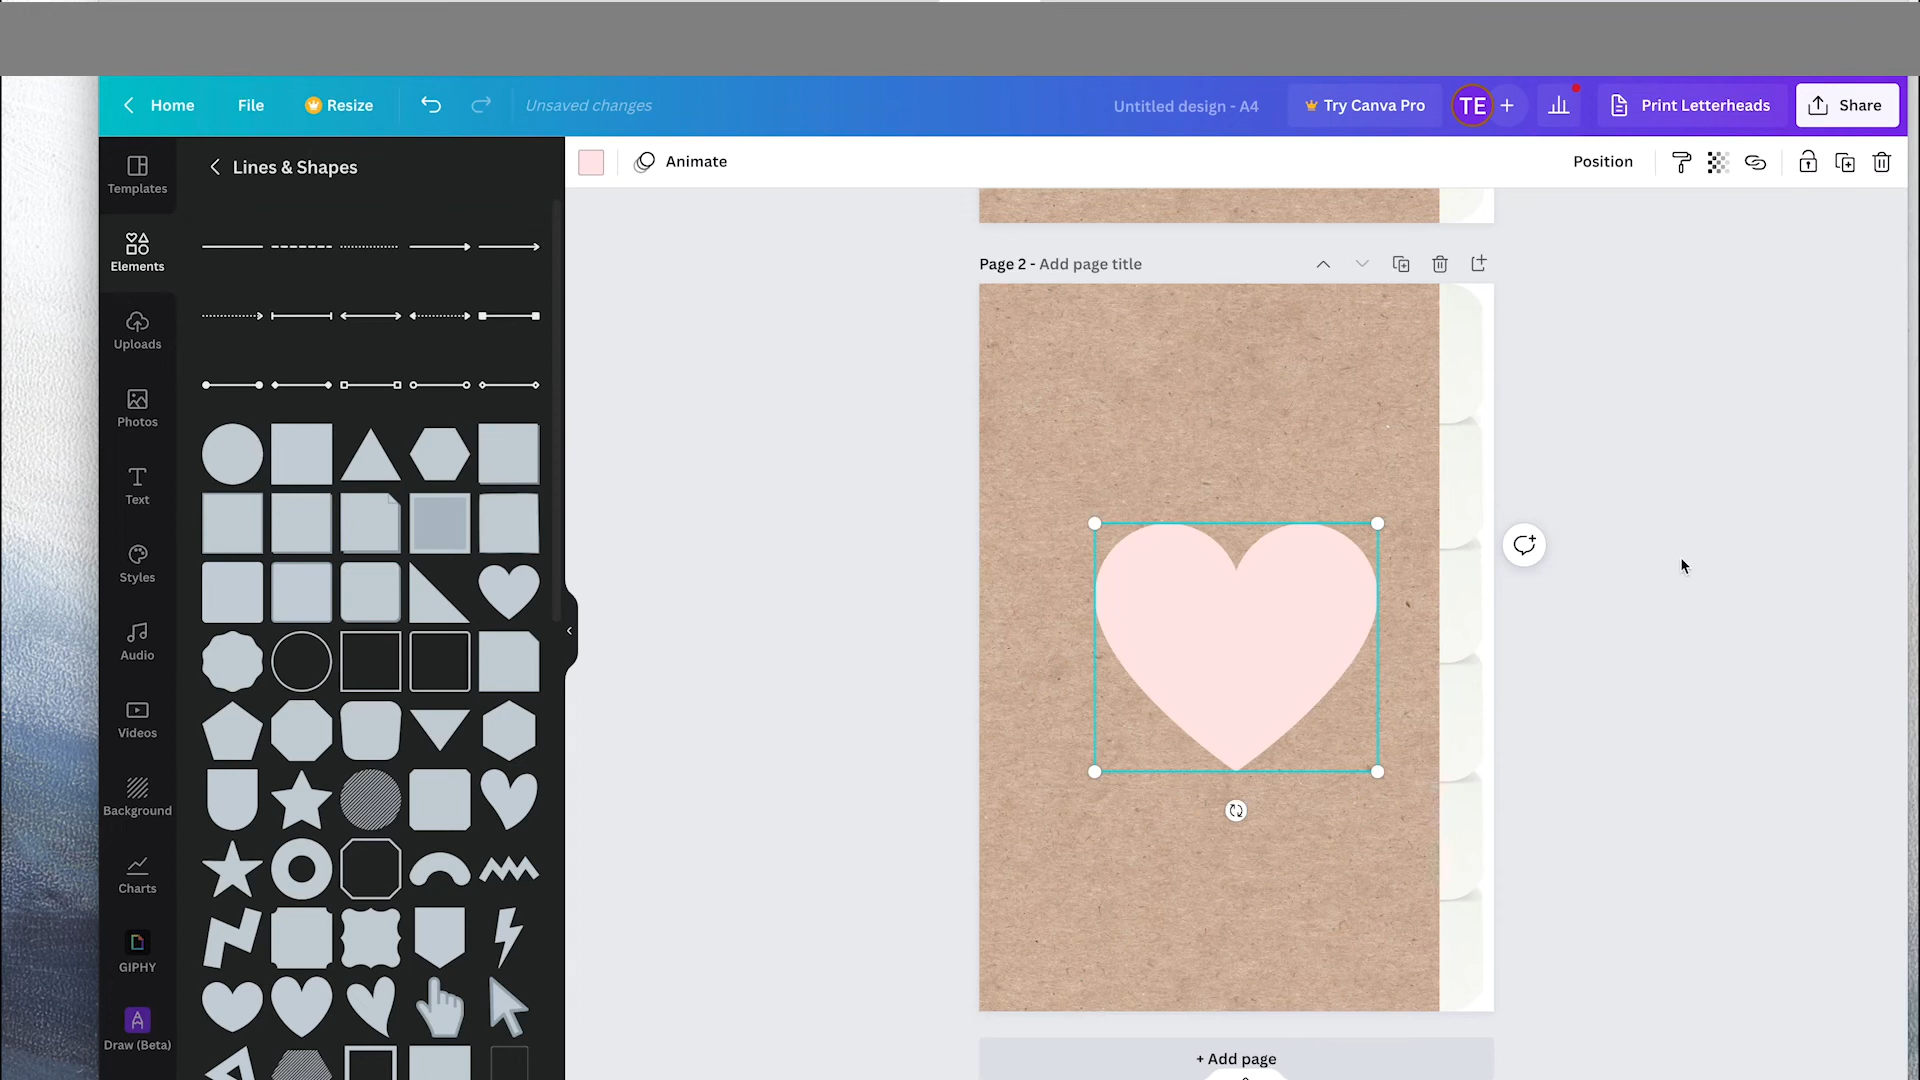 Home File Resize Unsaved changes Untitled design - A4 Try Canva Pro TE + Print Letterheads Share
Templates
Elements
Uploads
Photos
Text
Styles
Audio
Videos
Background
Charts
GIPHY
Draw (Beta)
Lines & Shapes
Animate Position
Page 2 - Add page title
+ Add page